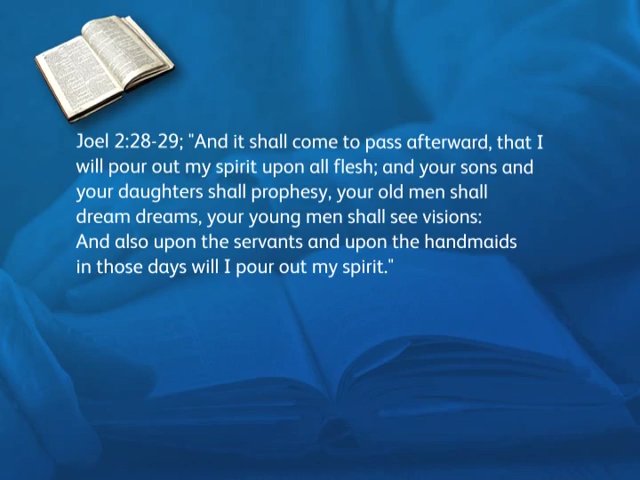 Joel 2:28-29; "And it shall come to pass afterward, that I
will pour out my spirit upon all flesh; and your sons and
your daughters shall prophesy, your old men shall
dream dreams, your young men shall see visions:
And also upon the servants and upon the handmaids
in those days will I pour out my spirit."